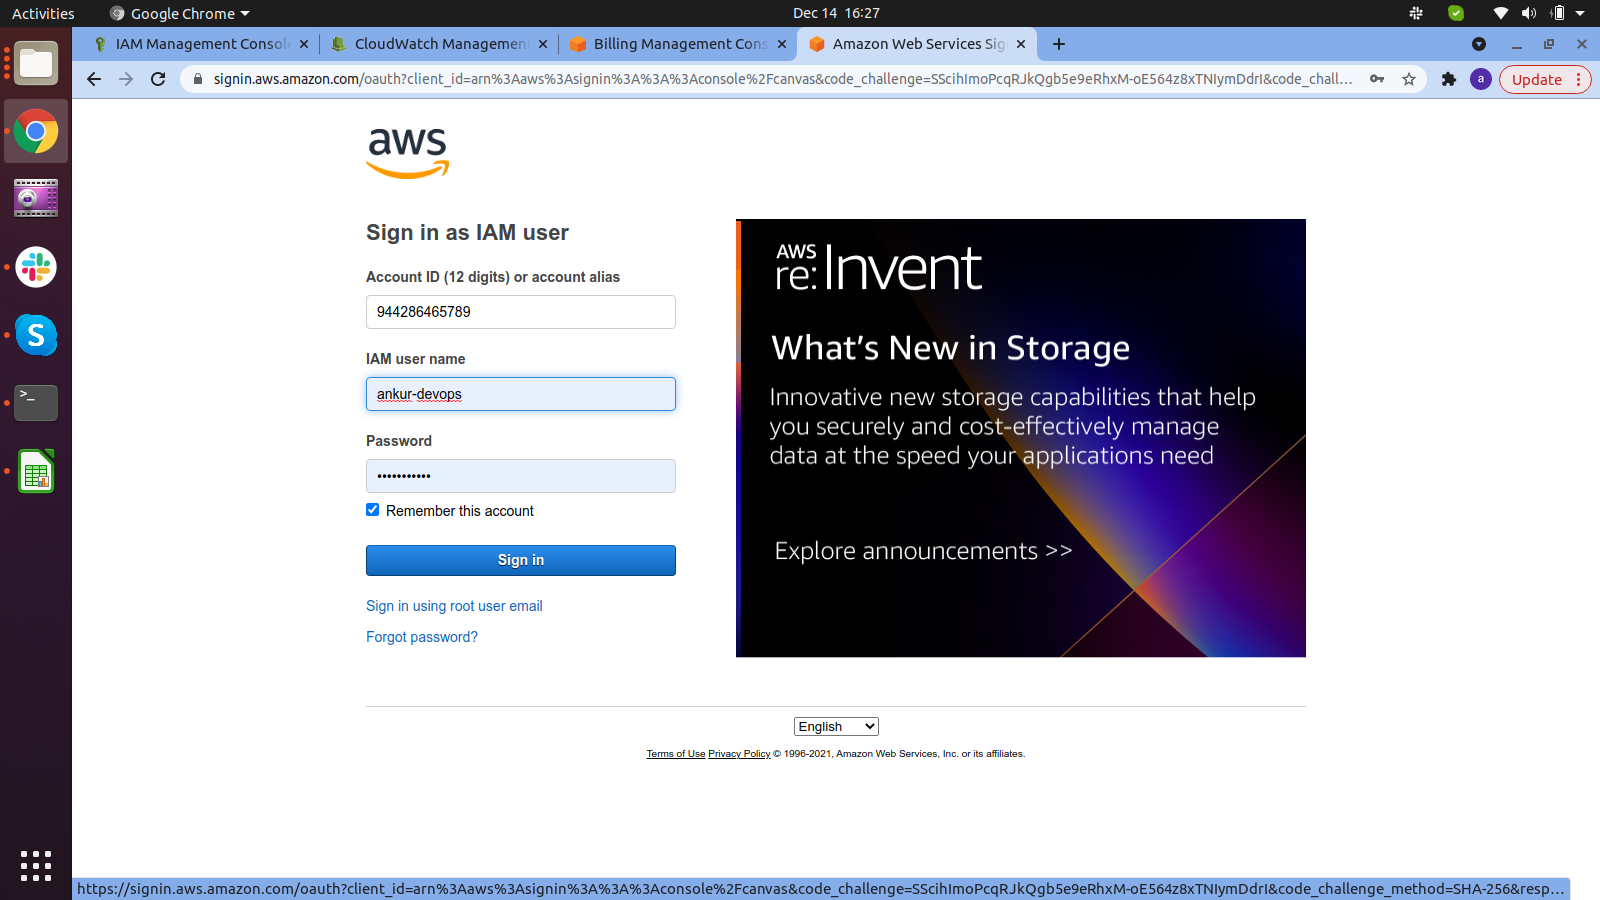 Activities
Google Chrome
Dec 14 16:27
IAM Management Consol
CloudWatch Management
Billing Management Cons
Amazon Web Services Sig
signin.aws.amazon.com/oauth?client_id=arn%3Aaws%3Asignin%3A%3A%3Aconsole%2Fcanvas&code_challenge=SScihImoPcqRJkQgb5e9eRhxM-oE564z8xTNIymDdrI&code_chall...
a
Update
aws
Sign in as IAM user
Account ID (12 digits) or account alias
944286465789
IAM user name
ankur-devops
Password
Remember this account
Sign in
Sign in using root user email
Forgot password?
AWS
re:Invent
What's New in Storage
Innovative new storage capabilities that help
you securely and cost-effectively manage
data at the speed your applications need
Explore announcements >>
English
Terms of Use Privacy Policy © 1996-2021, Amazon Web Services, Inc. or its affiliates.
https://signin.aws.amazon.com/oauth?client_id=arn%3Aaws%3Asignin%3A%3A%3Aconsole%2Fcanvas&code_challenge=SScihImoPcqRJkQgb5e9eRhxM-oE564z8xTNIymDdrI&code_challenge_method=SHA-256&resp...